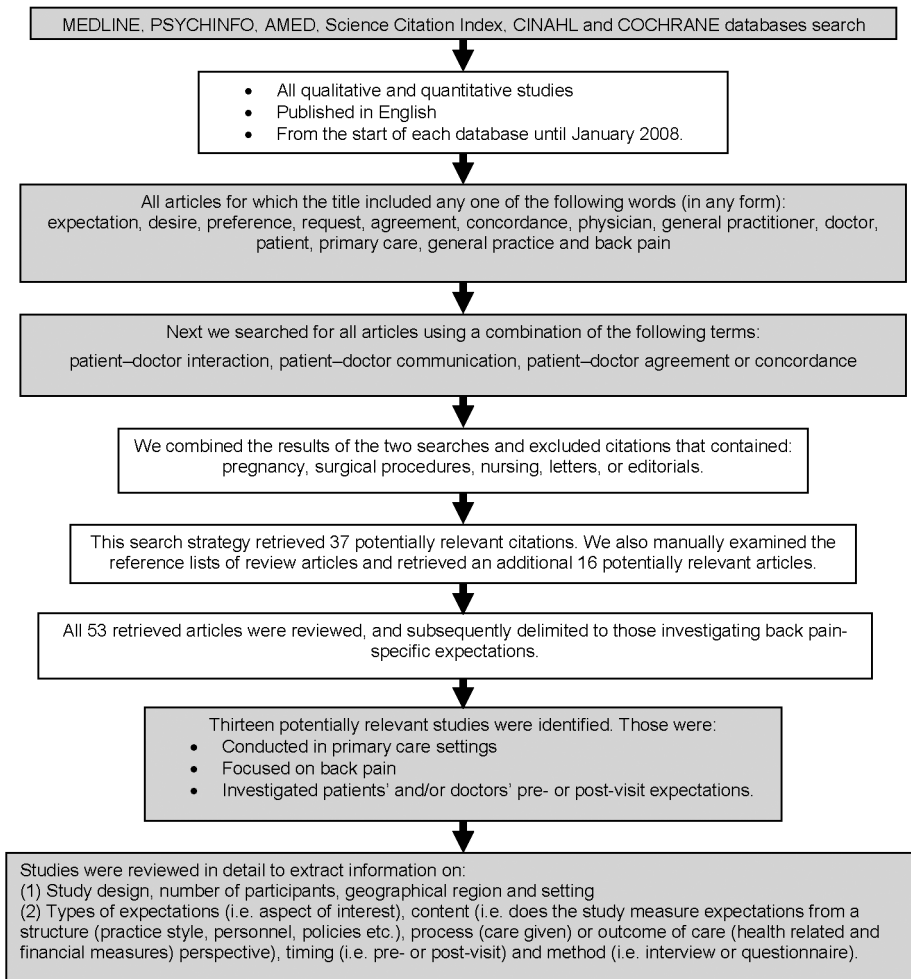 MEDLINE, PSYCHINFO, AMED, Science Citation Index, CINAHL and COCHRANE databases search
• All qualitative and quantitative studies
• Published in English
• From the start of each database until January 2008.
All articles for which the title included any one of the following words (in any form):
expectation, desire, preference, request, agreement, concordance, physician, general practitioner, doctor,
patient, primary care, general practice and back pain
Next we searched for all articles using a combination of the following terms:
patient–doctor interaction, patient–doctor communication, patient–doctor agreement or concordance
We combined the results of the two searches and excluded citations that contained:
pregnancy, surgical procedures, nursing, letters, or editorials.
This search strategy retrieved 37 potentially relevant citations. We also manually examined the
reference lists of review articles and retrieved an additional 16 potentially relevant articles.
All 53 retrieved articles were reviewed, and subsequently delimited to those investigating back pain-
specific expectations.
Thirteen potentially relevant studies were identified. Those were:
• Conducted in primary care settings
• Focused on back pain
• Investigated patients’ and/or doctors’ pre- or post-visit expectations.
Studies were reviewed in detail to extract information on:
(1) Study design, number of participants, geographical region and setting
(2) Types of expectations (i.e. aspect of interest), content (i.e. does the study measure expectations from a
structure (practice style, personnel, policies etc.), process (care given) or outcome of care (health related and
financial measures) perspective), timing (i.e. pre- or post-visit) and method (i.e. interview or questionnaire).